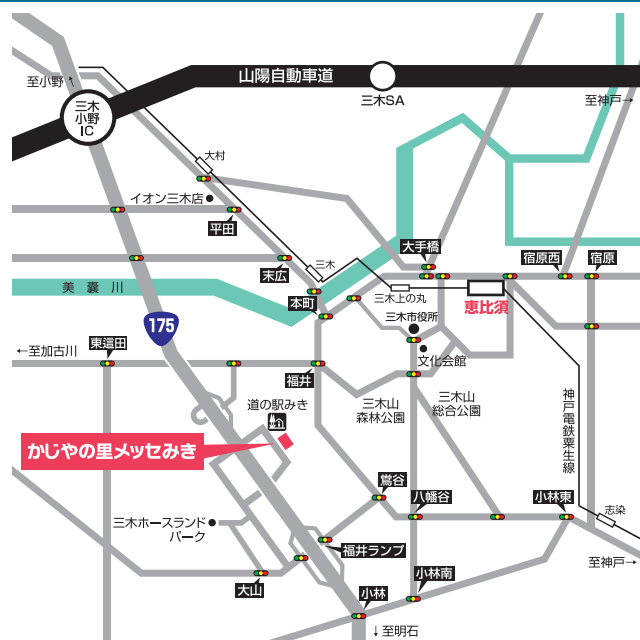 山陽自動車道
三木SA
至小野↖
至神戸→
三木
小野
IC
大村
イオン三木店
平田
末広
三木
大手橋
宿原西
宿原
美嚢川
本町
三木上の丸
恵比須
三木市役所
文化会館
175
東這田
←至加古川
福井
道の駅みき
三木山
森林公園
三木山
総合公園
神戸電鉄粟生線
かじやの里メッセみき
鶯谷
八幡谷
小林東
志染
三木ホースランド
パーク
福井ランプ
至神戸→
大山
小林
小林南
↓至明石